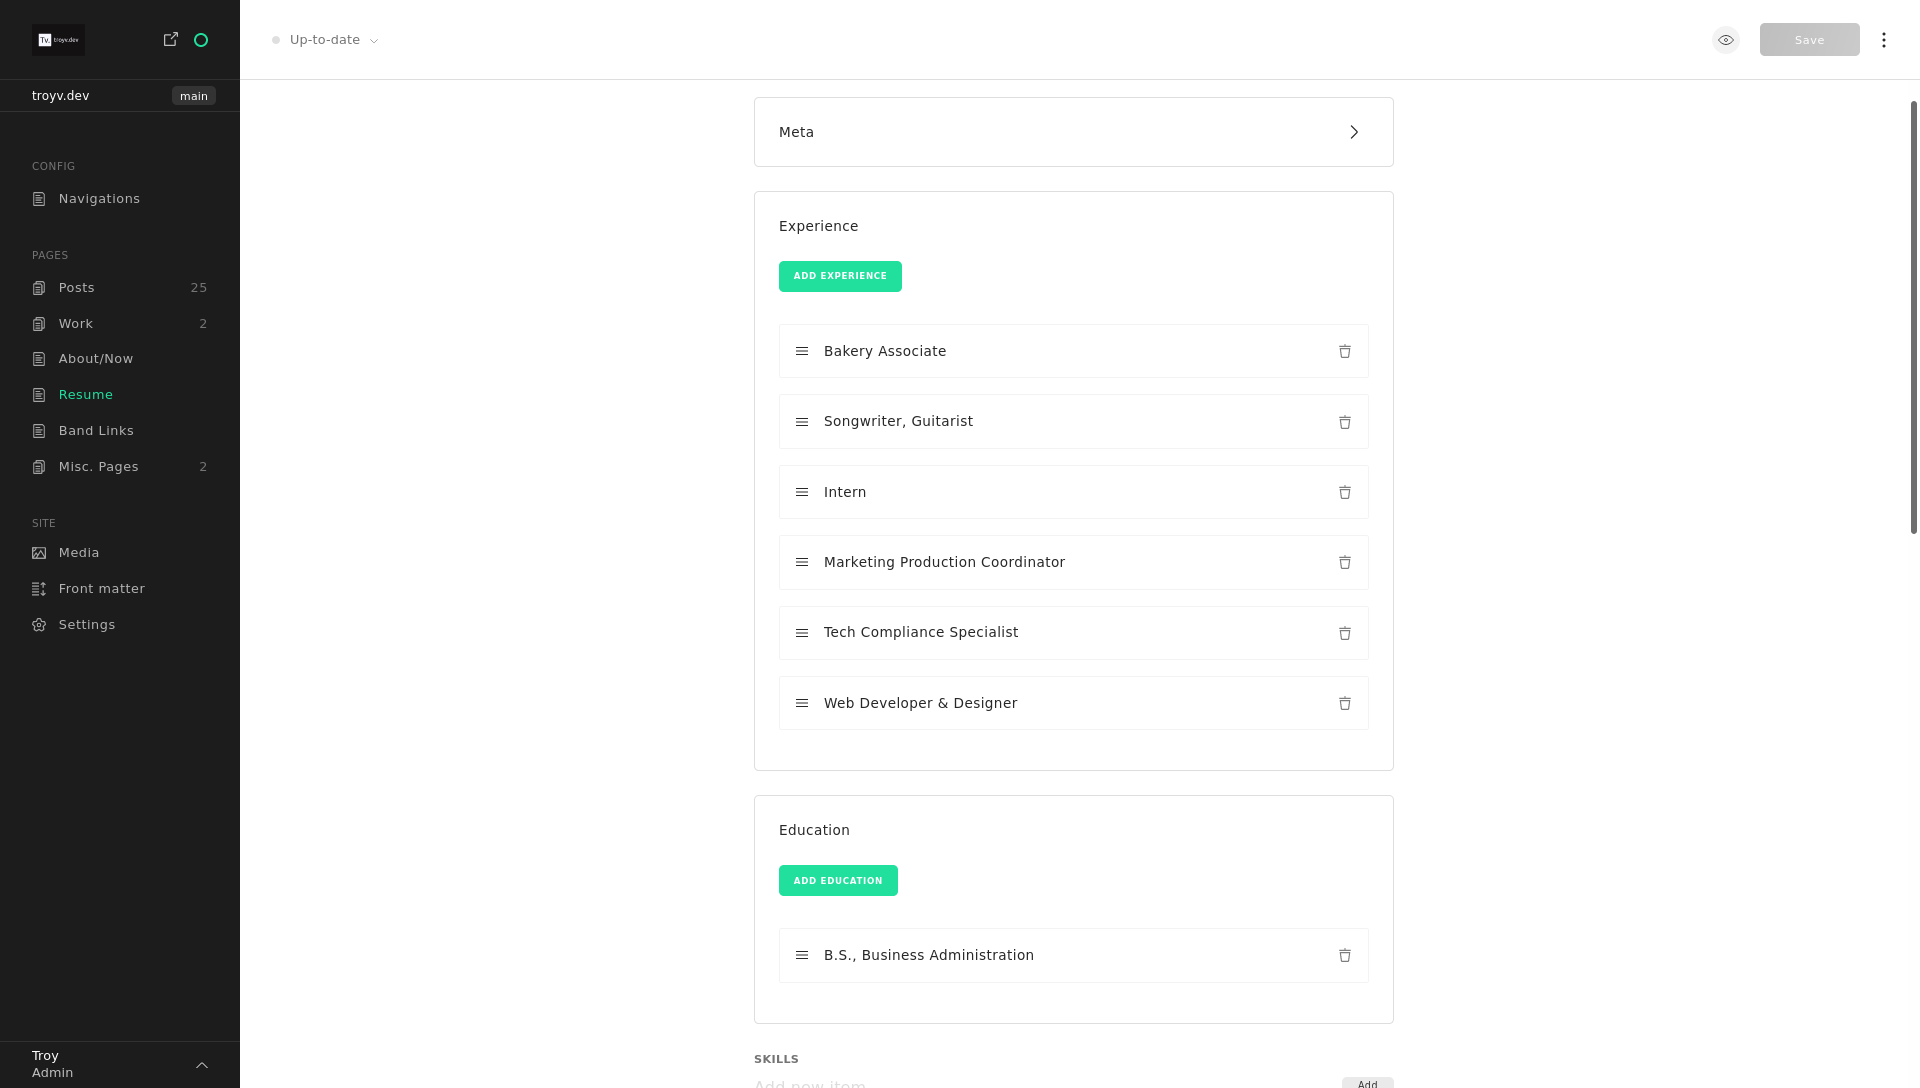 Tv. troyv.dev
troyv.dev main
CONFIG
Navigations
PAGES
Posts 25
Work 2
About/Now
Resume
Band Links
Misc. Pages 2
SITE
Media
Front matter
Settings
Troy
Admin
Up-to-date
Save
Meta
Experience
ADD EXPERIENCE
Bakery Associate
Songwriter, Guitarist
Intern
Marketing Production Coordinator
Tech Compliance Specialist
Web Developer & Designer
Education
ADD EDUCATION
B.S., Business Administration
SKILLS
Add new item
Add